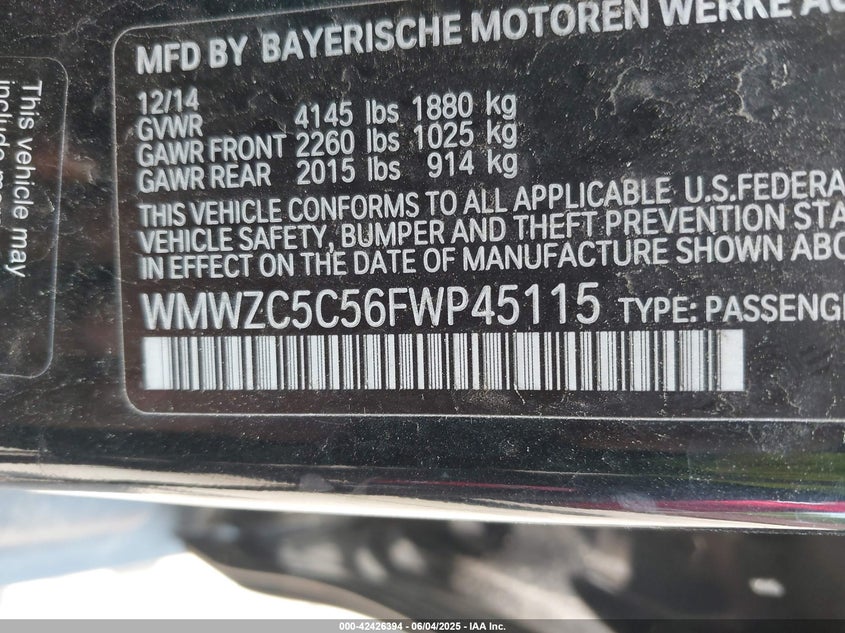 MFD BY BAYERISCHE MOTOREN WERKE AG
12/14
GVWR 4145 lbs 1880 kg
GAWR FRONT 2260 lbs 1025 kg
GAWR REAR 2015 lbs 914 kg
THIS VEHICLE CONFORMS TO ALL APPLICABLE U.S.FEDERA
VEHICLE SAFETY, BUMPER AND THEFT PREVENTION STA
IN EFFECT ON THE DATE OF MANUFACTURE SHOWN ABO
WMWZC5C56FWP45115 TYPE: PASSENG
This vehicle may
include
000-42426394 - 06/04/2025 - IAA Inc.